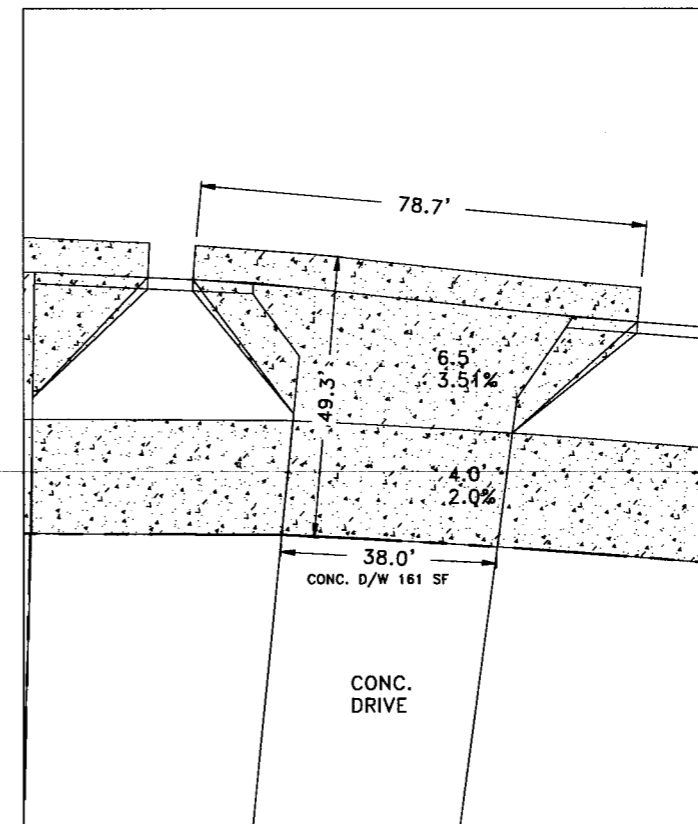 78.7'
6.5'
3.51%
49.3'
4.0'
2.0%
38.0'
CONC. D/W 161 SF
CONC.
DRIVE